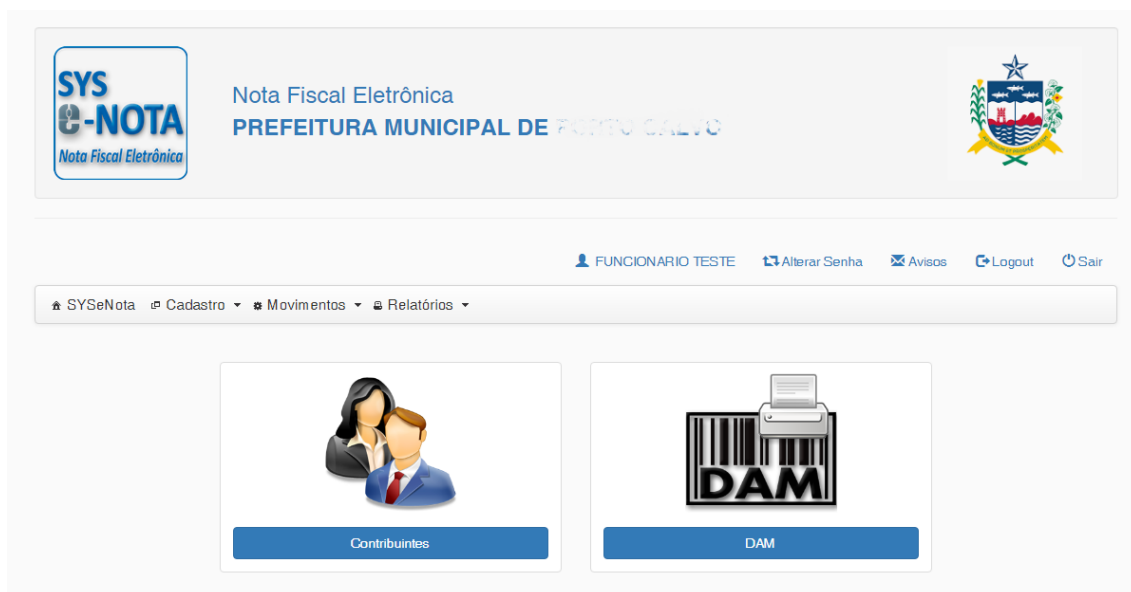 SYS
e-NOTA
Nota Fiscal Eletrônica
Nota Fiscal Eletrônica
PREFEITURA MUNICIPAL DE
FUNCIONARIO TESTE Alterar Senha Avisos Logout Sair
SYSeNota Cadastro Movimentos Relatórios
DAM
Contribuintes DAM